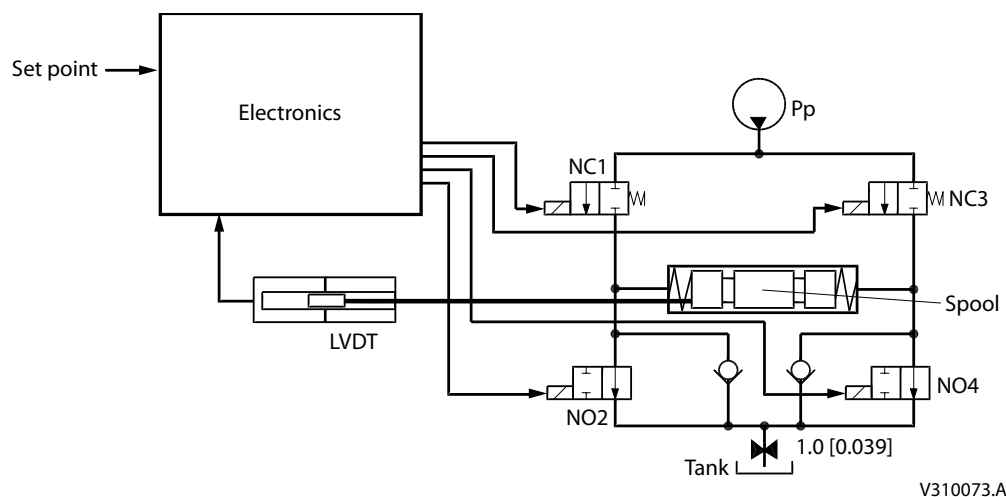 Set point
Electronics
Pp
NC1
NC3
Spool
LVDT
NO2
NO4
1.0 [0.039]
Tank
V310073.A